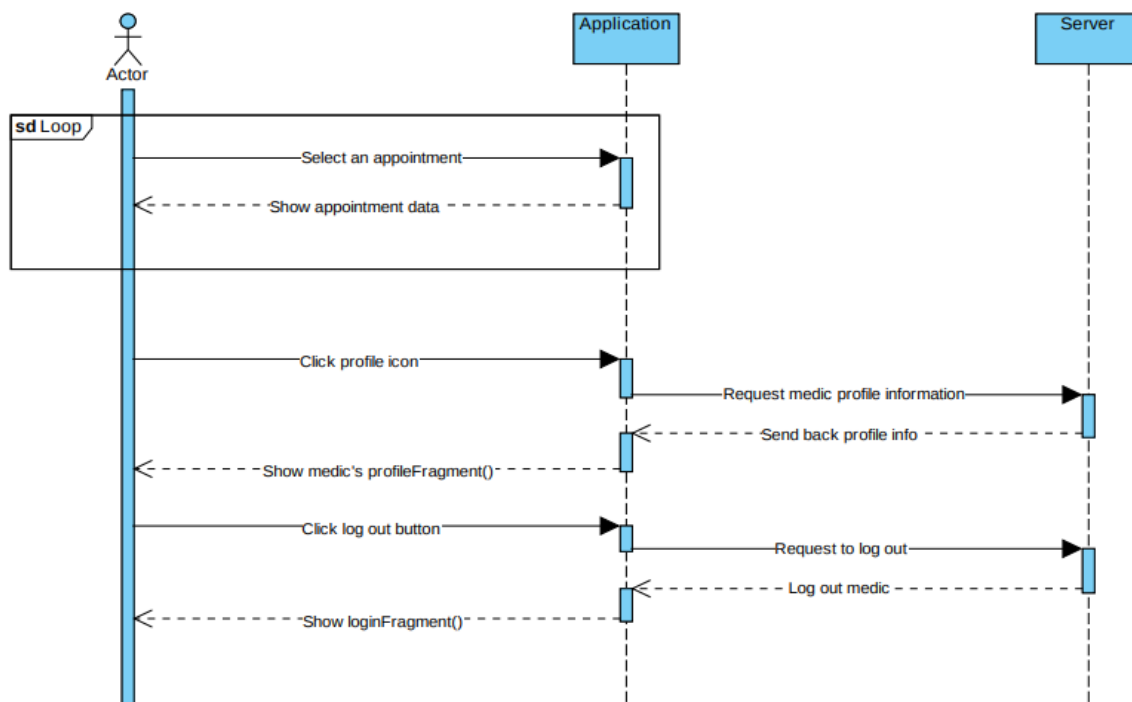 Application
Server
Actor
sd Loop
Select an appointment
Show appointment data
Click profile icon
Request medic profile information
Send back profile info
Show medic's profileFragment()
Click log out button
Request to log out
Log out medic
Show loginFragment()